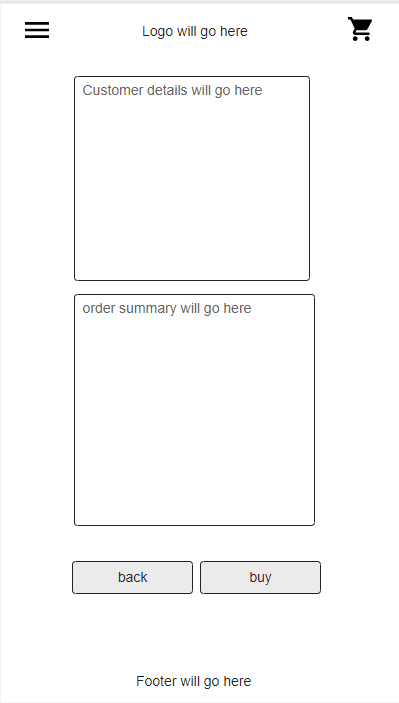 Logo will go here
Customer details will go here
order summary will go here
back
buy
Footer will go here